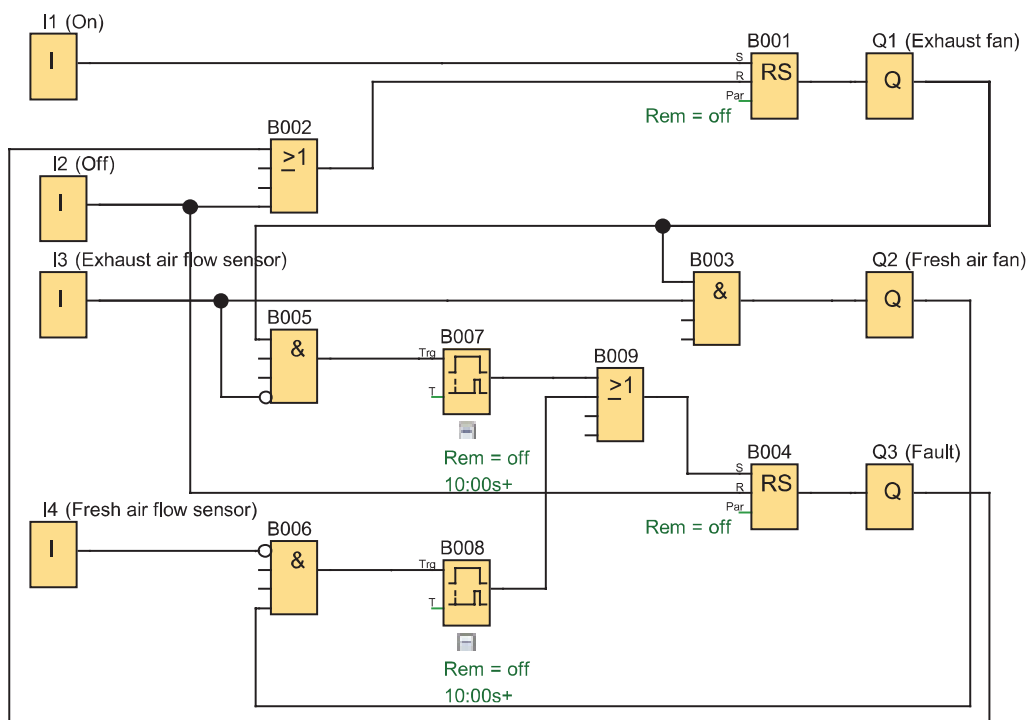 I1 (On)
I
B001
S
R
Par
RS
Rem = off
Q1 (Exhaust fan)
Q
B002
>1
I2 (Off)
I
I3 (Exhaust air flow sensor)
I
B003
&
Q2 (Fresh air fan)
Q
B005
&
B007
Trg
T
Rem = off
10:00s+
B009
>1
B004
S
R
Par
RS
Rem = off
Q3 (Fault)
Q
I4 (Fresh air flow sensor)
I
B006
&
B008
Trg
T
Rem = off
10:00s+